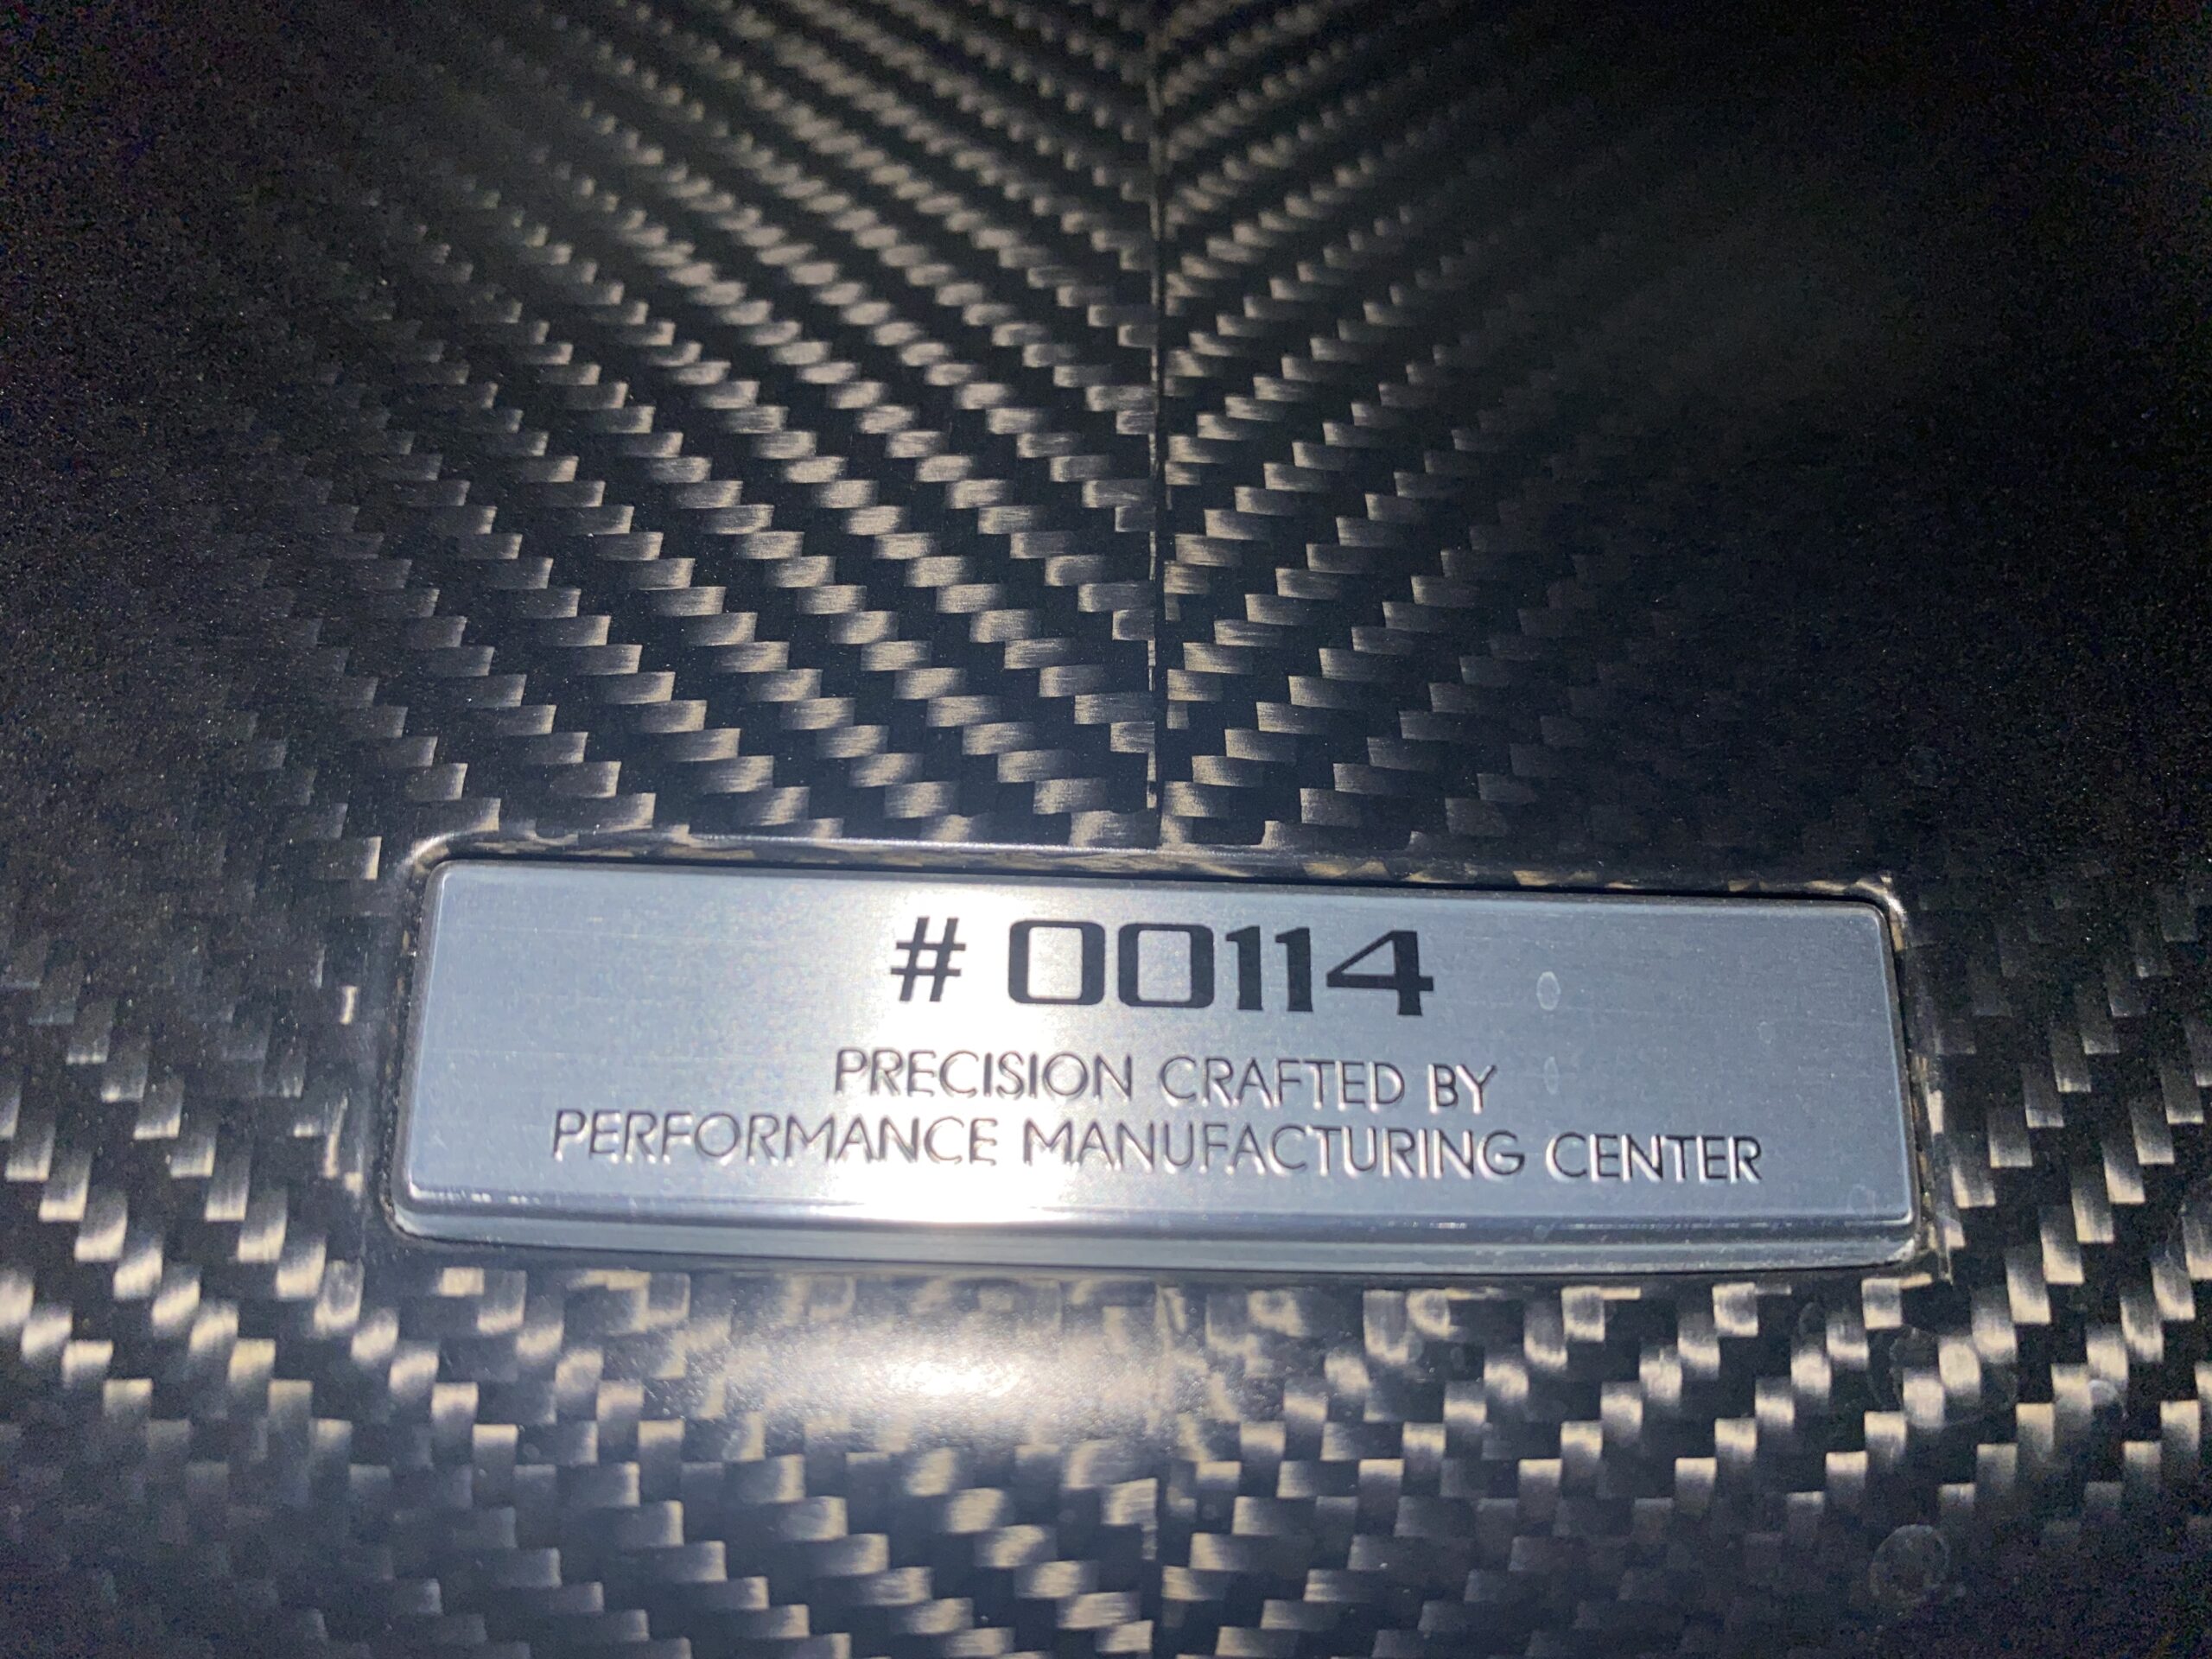 # 00114
PRECISION CRAFTED BY
PERFORMANCE MANUFACTURING CENTER